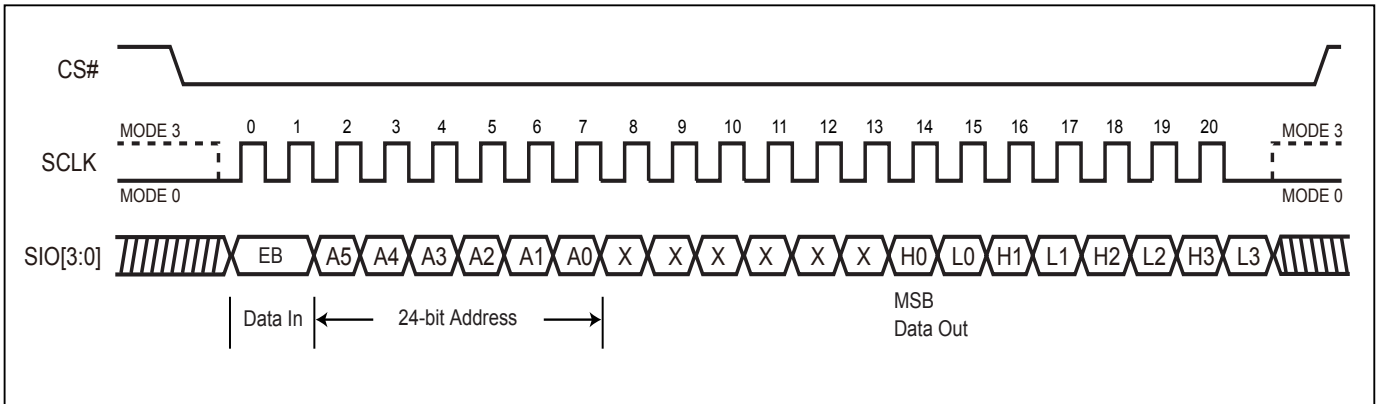 CS#
MODE 3
0 1 2 3 4 5 6 7 8 9 10 11 12 13 14 15 16 17 18 19 20
MODE 3
SCLK
MODE 0
MODE 0
SIO[3:0]
EB A5 A4 A3 A2 A1 A0 X X X X X X H0 L0 H1 L1 H2 L2 H3 L3
Data In
24-bit Address
MSB
Data Out